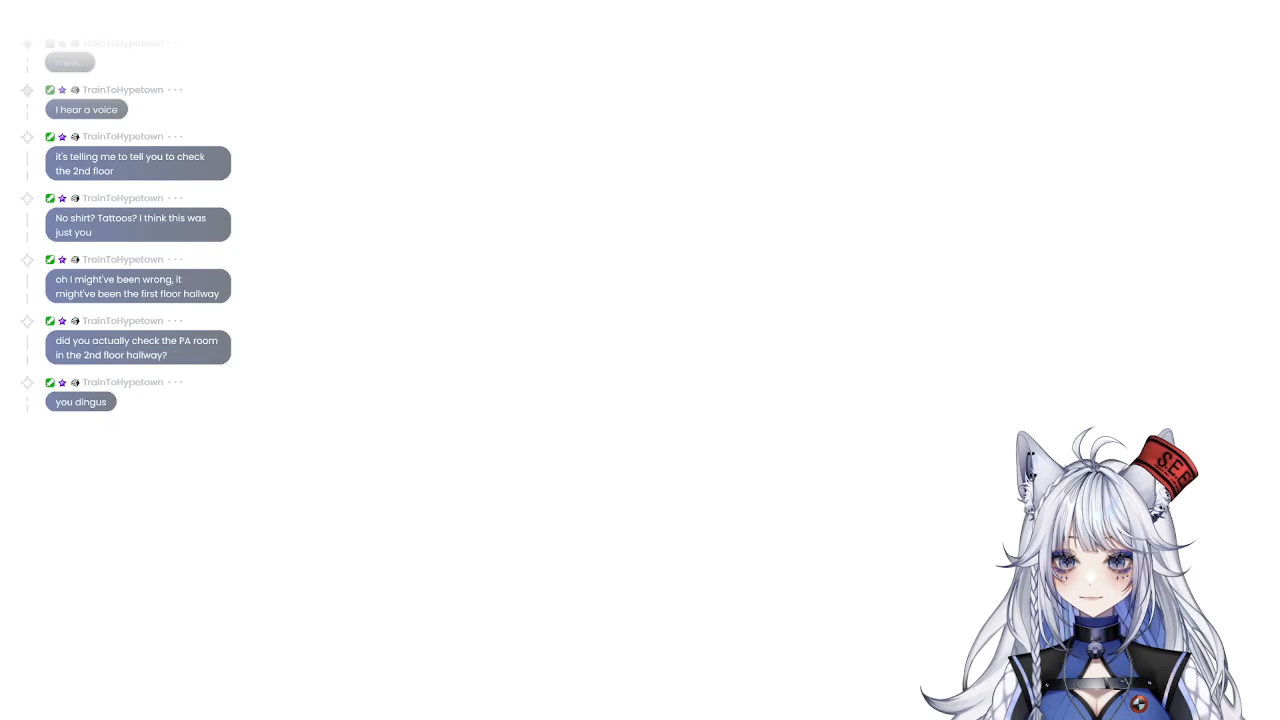 TrainToHypetown
TrainToHypetown
I hear a voice
TrainToHypetown
it's telling me to tell you to check
the 2nd floor
TrainToHypetown
No shirt? Tattoos? I think this was
just you
TrainToHypetown
oh I might've been wrong, it
might've been the first floor hallway
TrainToHypetown
did you actually check the PA room
in the 2nd floor hallway?
TrainToHypetown
you dingus
S.E.E